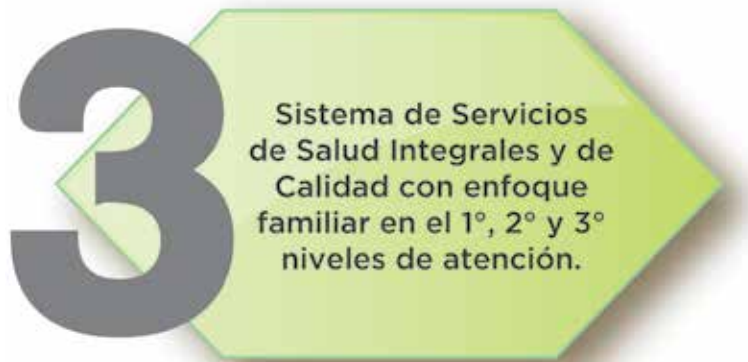 3
Sistema de Servicios
de Salud Integrales y de
Calidad con enfoque
familiar en el 1°, 2° y 3°
niveles de atención.